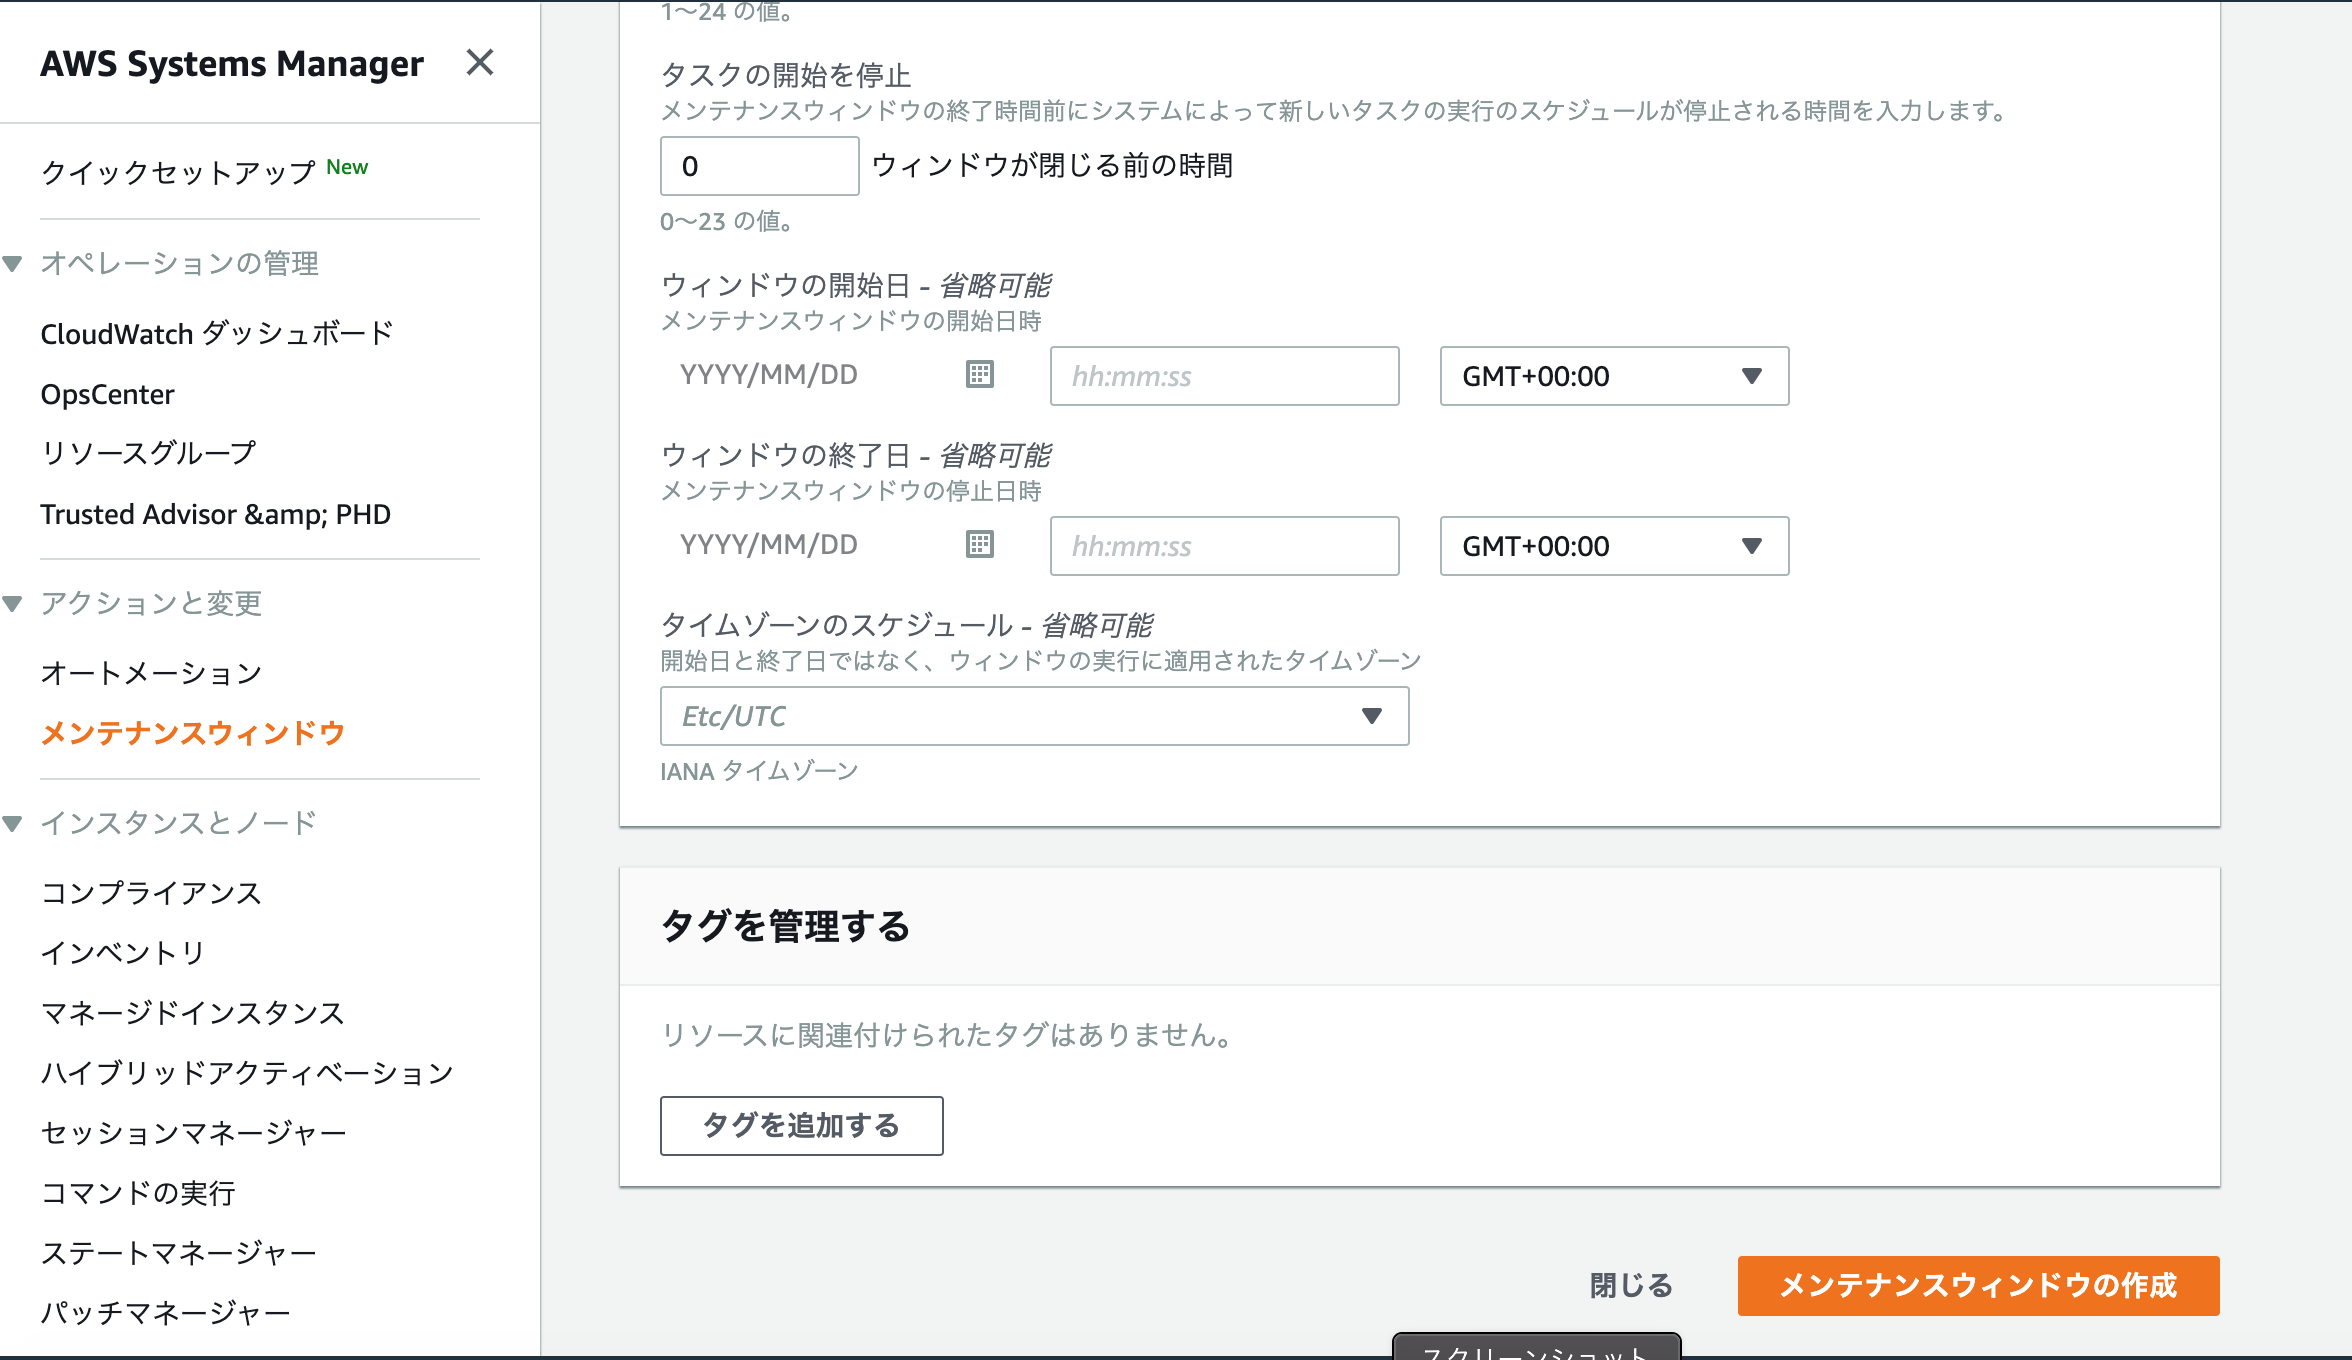 AWS Systems Manager
クイックセットアップ New
オペレーションの管理
CloudWatch ダッシュボード
OpsCenter
リソースグループ
Trusted Advisor &amp; PHD
アクションと変更
オートメーション
メンテナンスウィンドウ
インスタンスとノード
コンプライアンス
インベントリ
マネージドインスタンス
ハイブリッドアクティベーション
セッションマネージャー
コマンドの実行
ステートマネージャー
パッチマネージャー
1〜24 の値。
タスクの開始を停止
メンテナンスウィンドウの終了時間前にシステムによって新しいタスクの実行のスケジュールが停止される時間を入力します。
0 ウィンドウが閉じる前の時間
0〜23 の値。
ウィンドウの開始日 - 省略可能
メンテナンスウィンドウの開始日時
YYYY/MM/DD hh:mm:ss GMT+00:00
ウィンドウの終了日 - 省略可能
メンテナンスウィンドウの停止日時
YYYY/MM/DD hh:mm:ss GMT+00:00
タイムゾーンのスケジュール - 省略可能
開始日と終了日ではなく、ウィンドウの実行に適用されたタイムゾーン
Etc/UTC
IANA タイムゾーン
タグを管理する
リソースに関連付けられたタグはありません。
タグを追加する
閉じる メンテナンスウィンドウの作成
スクリーンショット